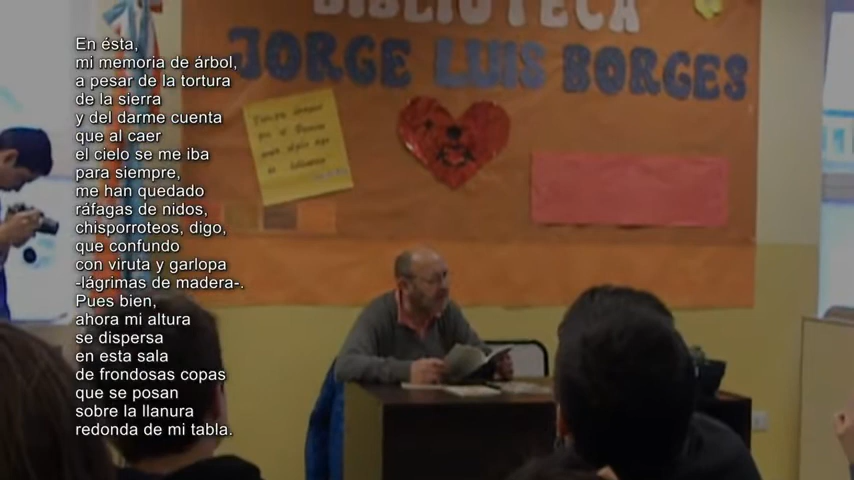 BIBLIOTECA
JORGE LUIS BORGES
En ésta,
mi memoria de árbol,
a pesar de la tortura
de la sierra
y del darme cuenta
que al caer
el cielo se me iba
para siempre,
me han quedado
ráfagas de nidos,
chisporroteos, digo,
que confundo
con viruta y garlopa
-lágrimas de madera-.
Pues bien,
ahora mi altura
se dispersa
en esta sala
de frondosas copas
que se posan
sobre la llanura
redonda de mi tabla.